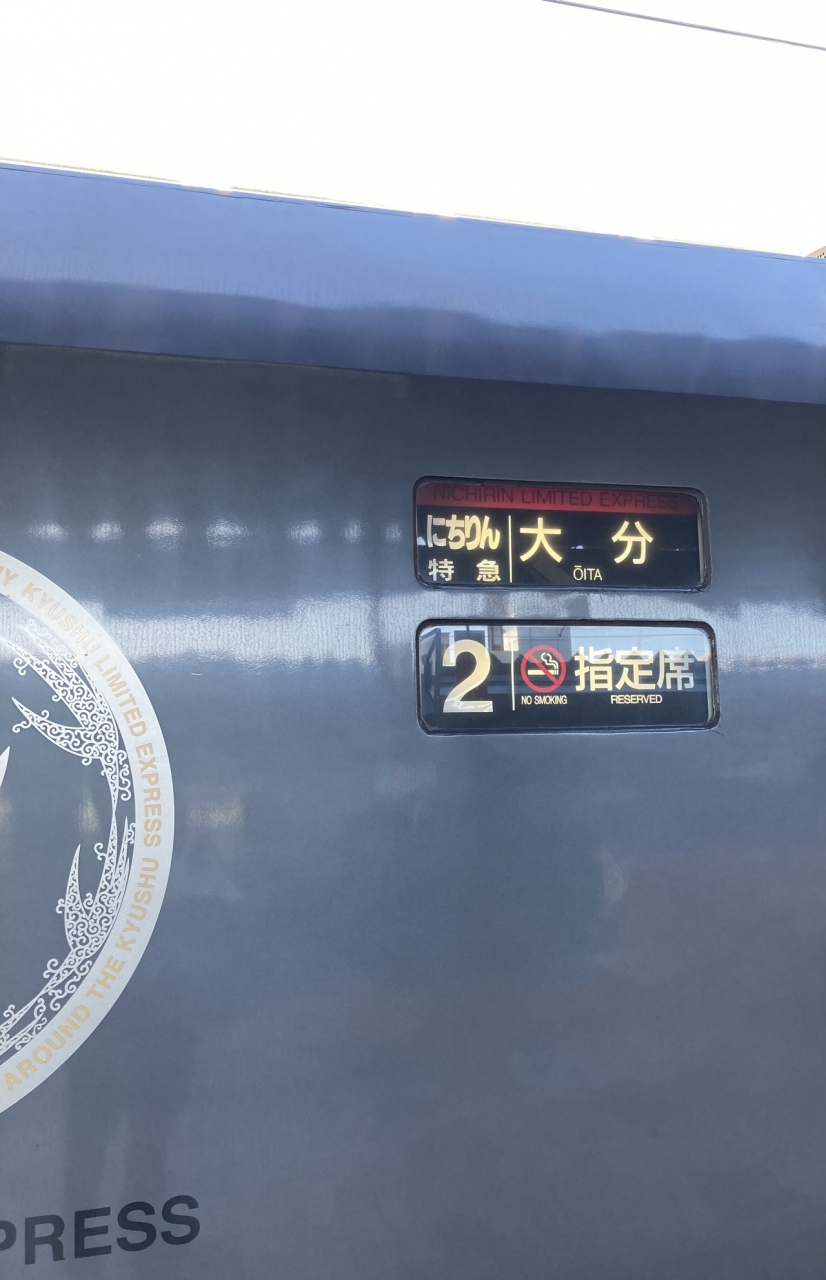 NICHIRIN LIMITED EXPRESS
にちりん 大分
特急 ŌITA
2 指定席
NO SMOKING RESERVED
KYUSHU LIMITED EXPRESS
AROUND THE KYUSHU
PRESS